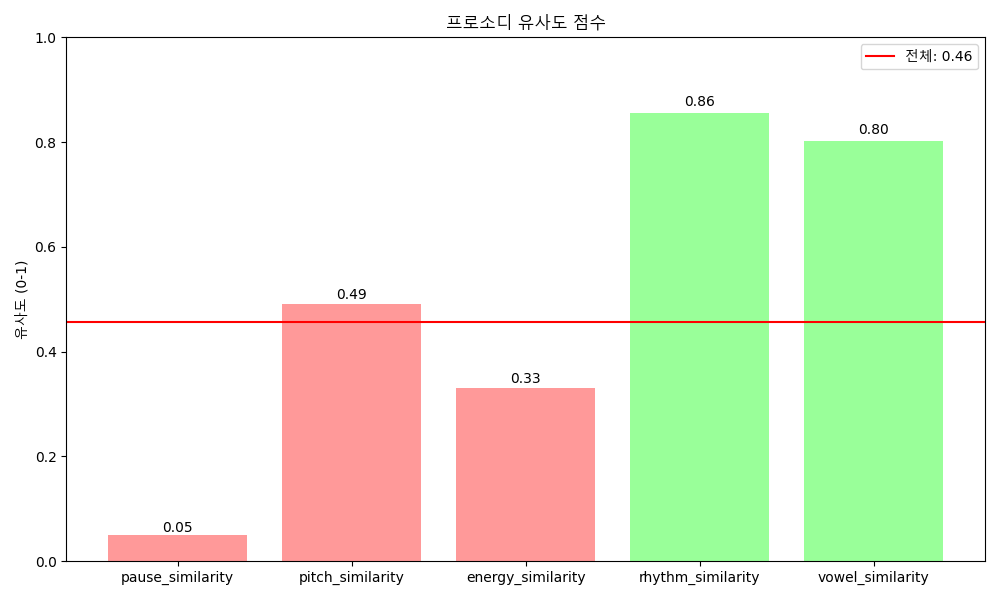 프로소디 유사도 점수
전체: 0.46
유사도 (0-1)
1.0
0.8
0.6
0.4
0.2
0.0
0.05
0.49
0.33
0.86
0.80
pause_similarity
pitch_similarity
energy_similarity
rhythm_similarity
vowel_similarity